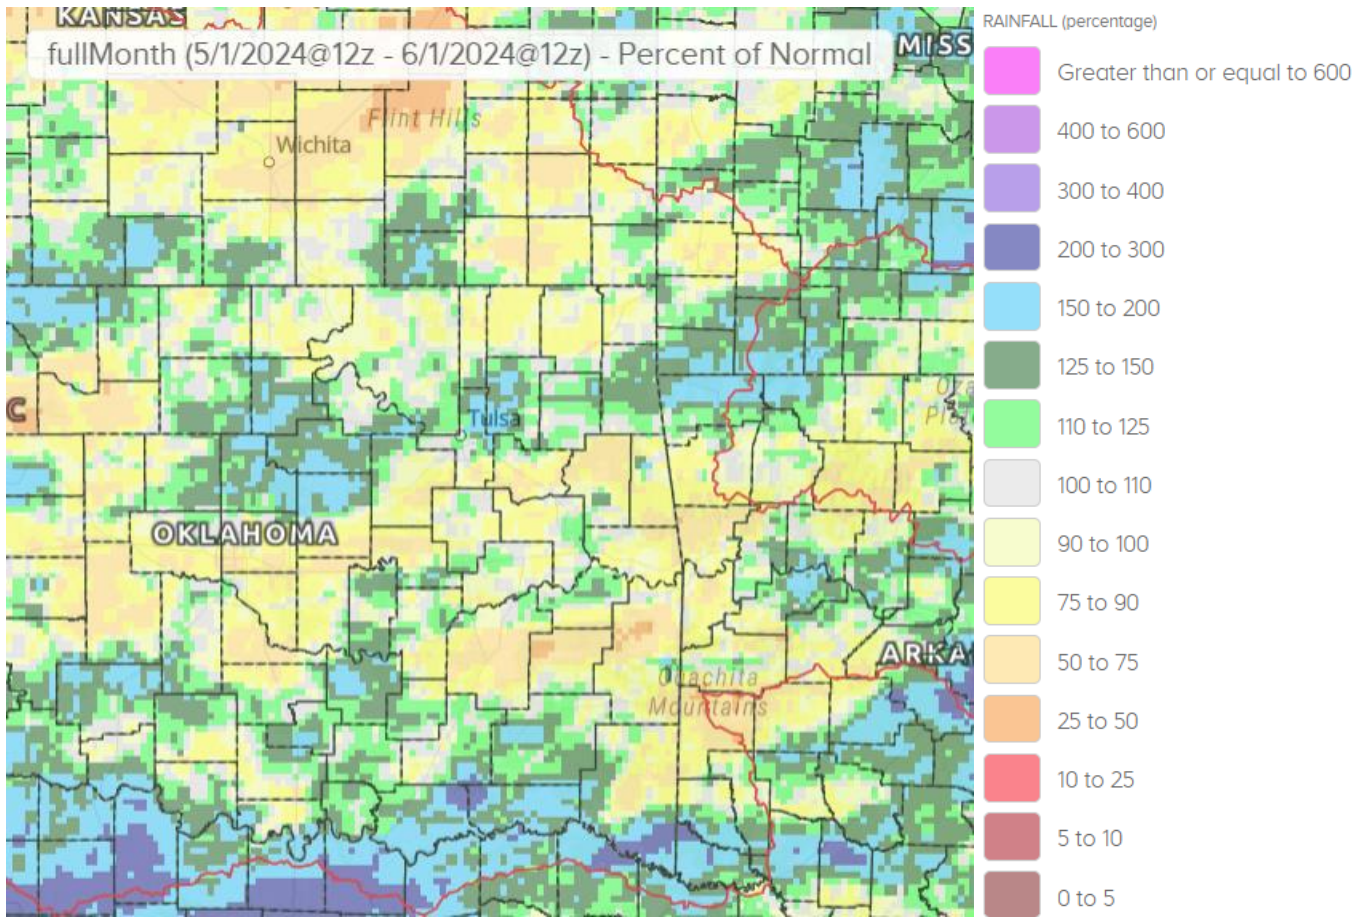 KANSAS
fullMonth (5/1/2024@12z - 6/1/2024@12z) - Percent of Normal
MISS
Flint Hills
Wichita
Oza
Pla
C
Tulsa
OKLAHOMA
ARKA
Ouachita
Mountains
RAINFALL (percentage)
Greater than or equal to 600
400 to 600
300 to 400
200 to 300
150 to 200
125 to 150
110 to 125
100 to 110
90 to 100
75 to 90
50 to 75
25 to 50
10 to 25
5 to 10
0 to 5